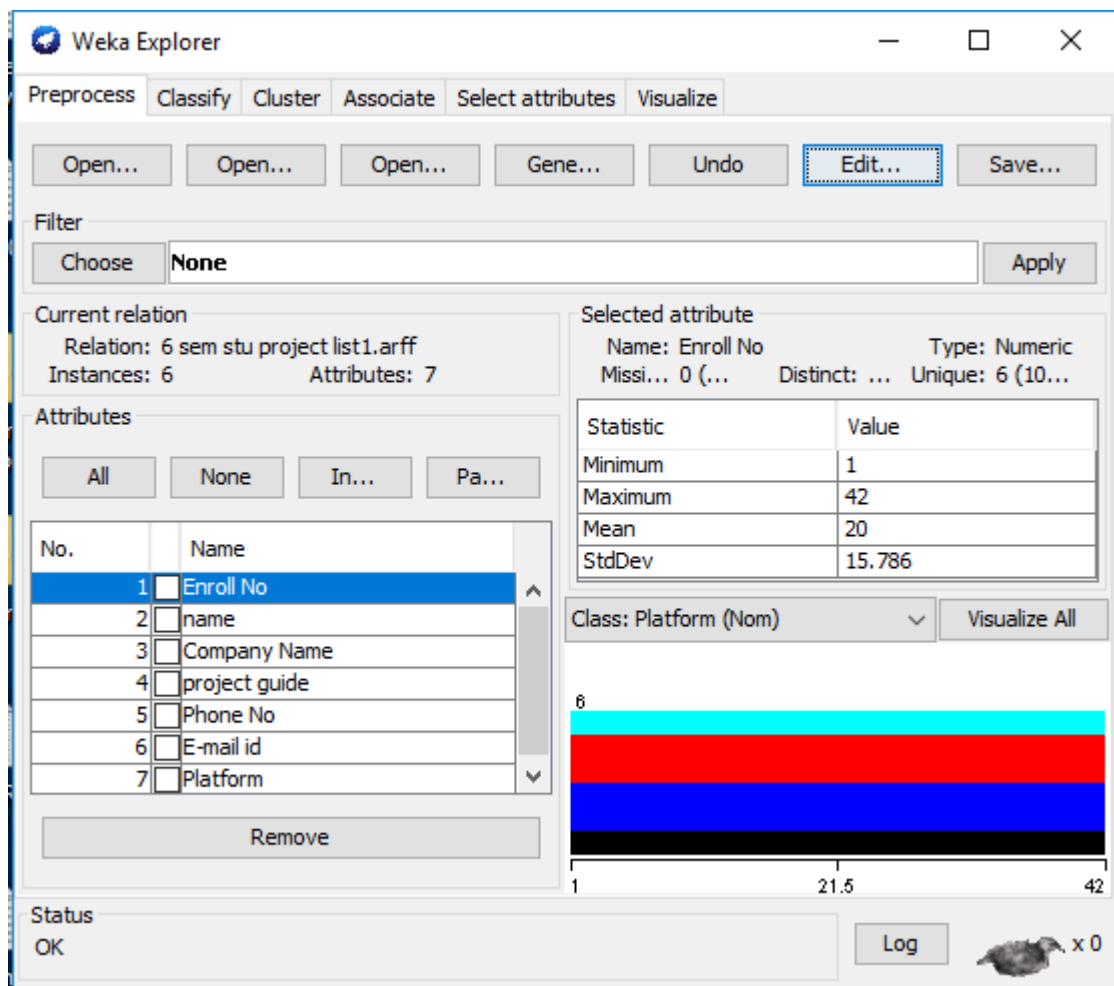 Weka Explorer
Preprocess Classify Cluster Associate Select attributes Visualize
Open... Open... Open... Gene... Undo Edit... Save...
Filter
Choose None Apply
Current relation
Relation: 6 sem stu project list1.arff
Instances: 6 Attributes: 7
Attributes
All None In... Pa...
No. Name
1 Enroll No
2 name
3 Company Name
4 project guide
5 Phone No
6 E-mail id
7 Platform
Remove
Selected attribute
Name: Enroll No Type: Numeric
Missi... 0 (... Distinct: ... Unique: 6 (10...
Statistic Value
Minimum 1
Maximum 42
Mean 20
StdDev 15.786
Class: Platform (Nom) Visualize All
6
1 21.5 42
Status
OK
Log x 0